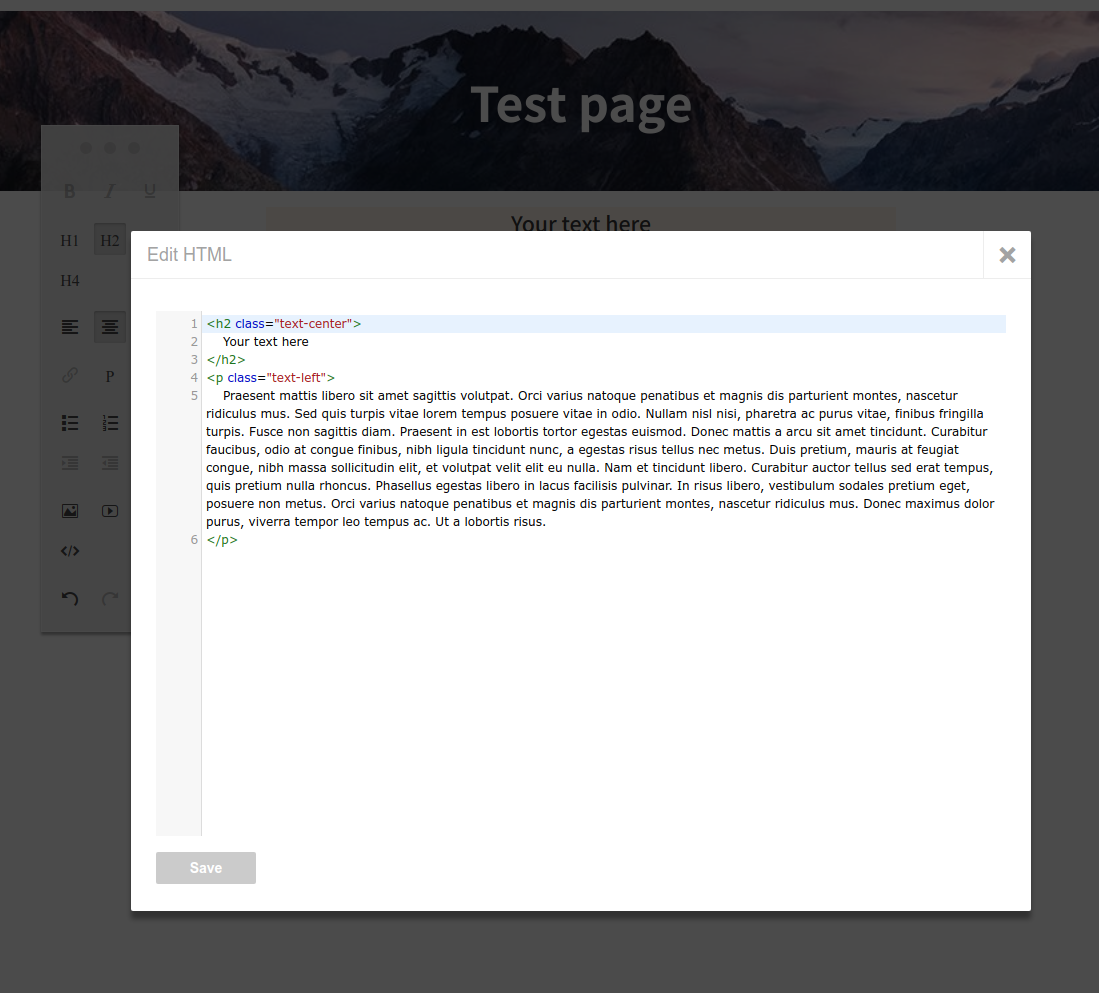 Test page
B I U
Your text here
H1 H2
Edit HTML
H4
1 <h2 class="text-center">
2 Your text here
3 </h2>
4 <p class="text-left">
P
5 Praesent mattis libero sit amet sagittis volutpat. Orci varius natoque penatibus et magnis dis parturient montes, nascetur
ridiculus mus. Sed quis turpis vitae lorem tempus posuere vitae in odio. Nullam nisl nisi, pharetra ac purus vitae, finibus fringilla
turpis. Fusce non sagittis diam. Praesent in est lobortis tortor egestas euismod. Donec mattis a arcu sit amet tincidunt. Curabitur
faucibus, odio at congue finibus, nibh ligula tincidunt nunc, a egestas risus tellus nec metus. Duis pretium, mauris at feugiat
congue, nibh massa sollicitudin elit, et volutpat velit elit eu nulla. Nam et tincidunt libero. Curabitur auctor tellus sed erat tempus,
quis pretium nulla rhoncus. Phasellus egestas libero in lacus facilisis pulvinar. In risus libero, vestibulum sodales pretium eget,
posuere non metus. Orci varius natoque penatibus et magnis dis parturient montes, nascetur ridiculus mus. Donec maximus dolor
purus, viverra tempor leo tempus ac. Ut a lobortis risus.
6 </p>
</>
Save